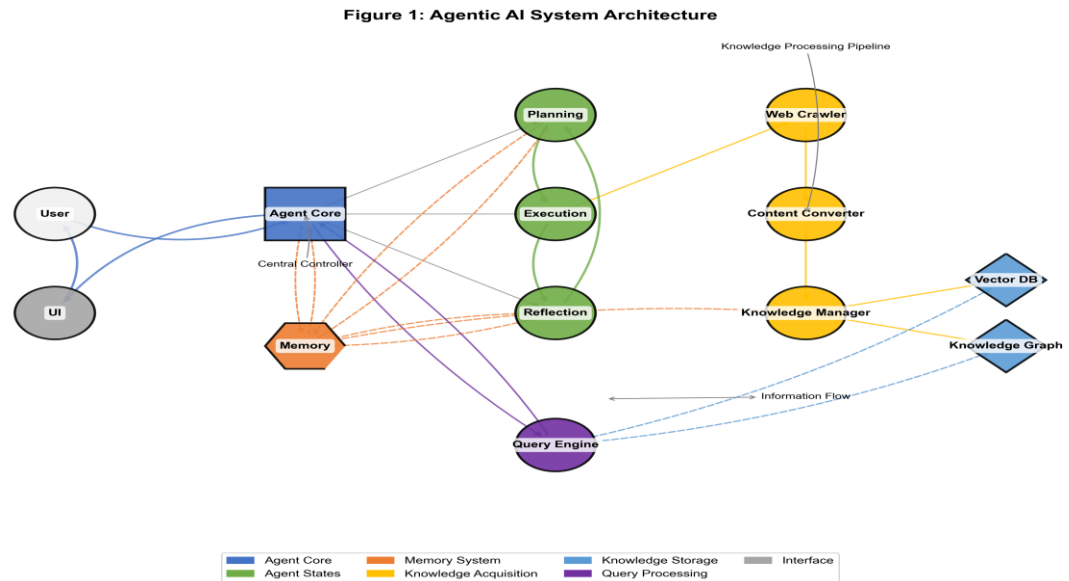 Figure 1: Agentic AI System Architecture
Knowledge Processing Pipeline
Planning
Web Crawler
User
Agent Core
Execution
Content Converter
Central Controller
Vector DB
UI
Reflection
Knowledge Manager
Memory
Knowledge Graph
Information Flow
Query Engine
Agent Core
Memory System
Knowledge Storage
Interface
Agent States
Knowledge Acquisition
Query Processing